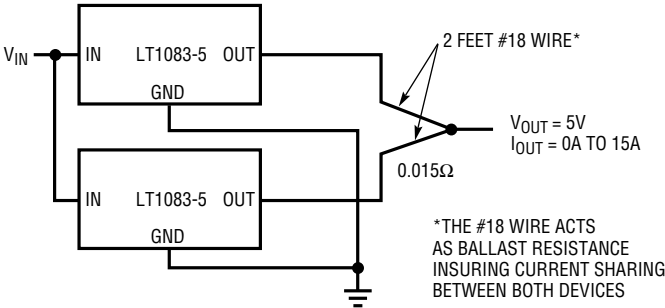 V_IN
IN LT1083-5 OUT
GND
2 FEET #18 WIRE*
V_OUT = 5V
I_OUT = 0A TO 15A
0.015Ω
IN LT1083-5 OUT
GND
*THE #18 WIRE ACTS
AS BALLAST RESISTANCE
INSURING CURRENT SHARING
BETWEEN BOTH DEVICES